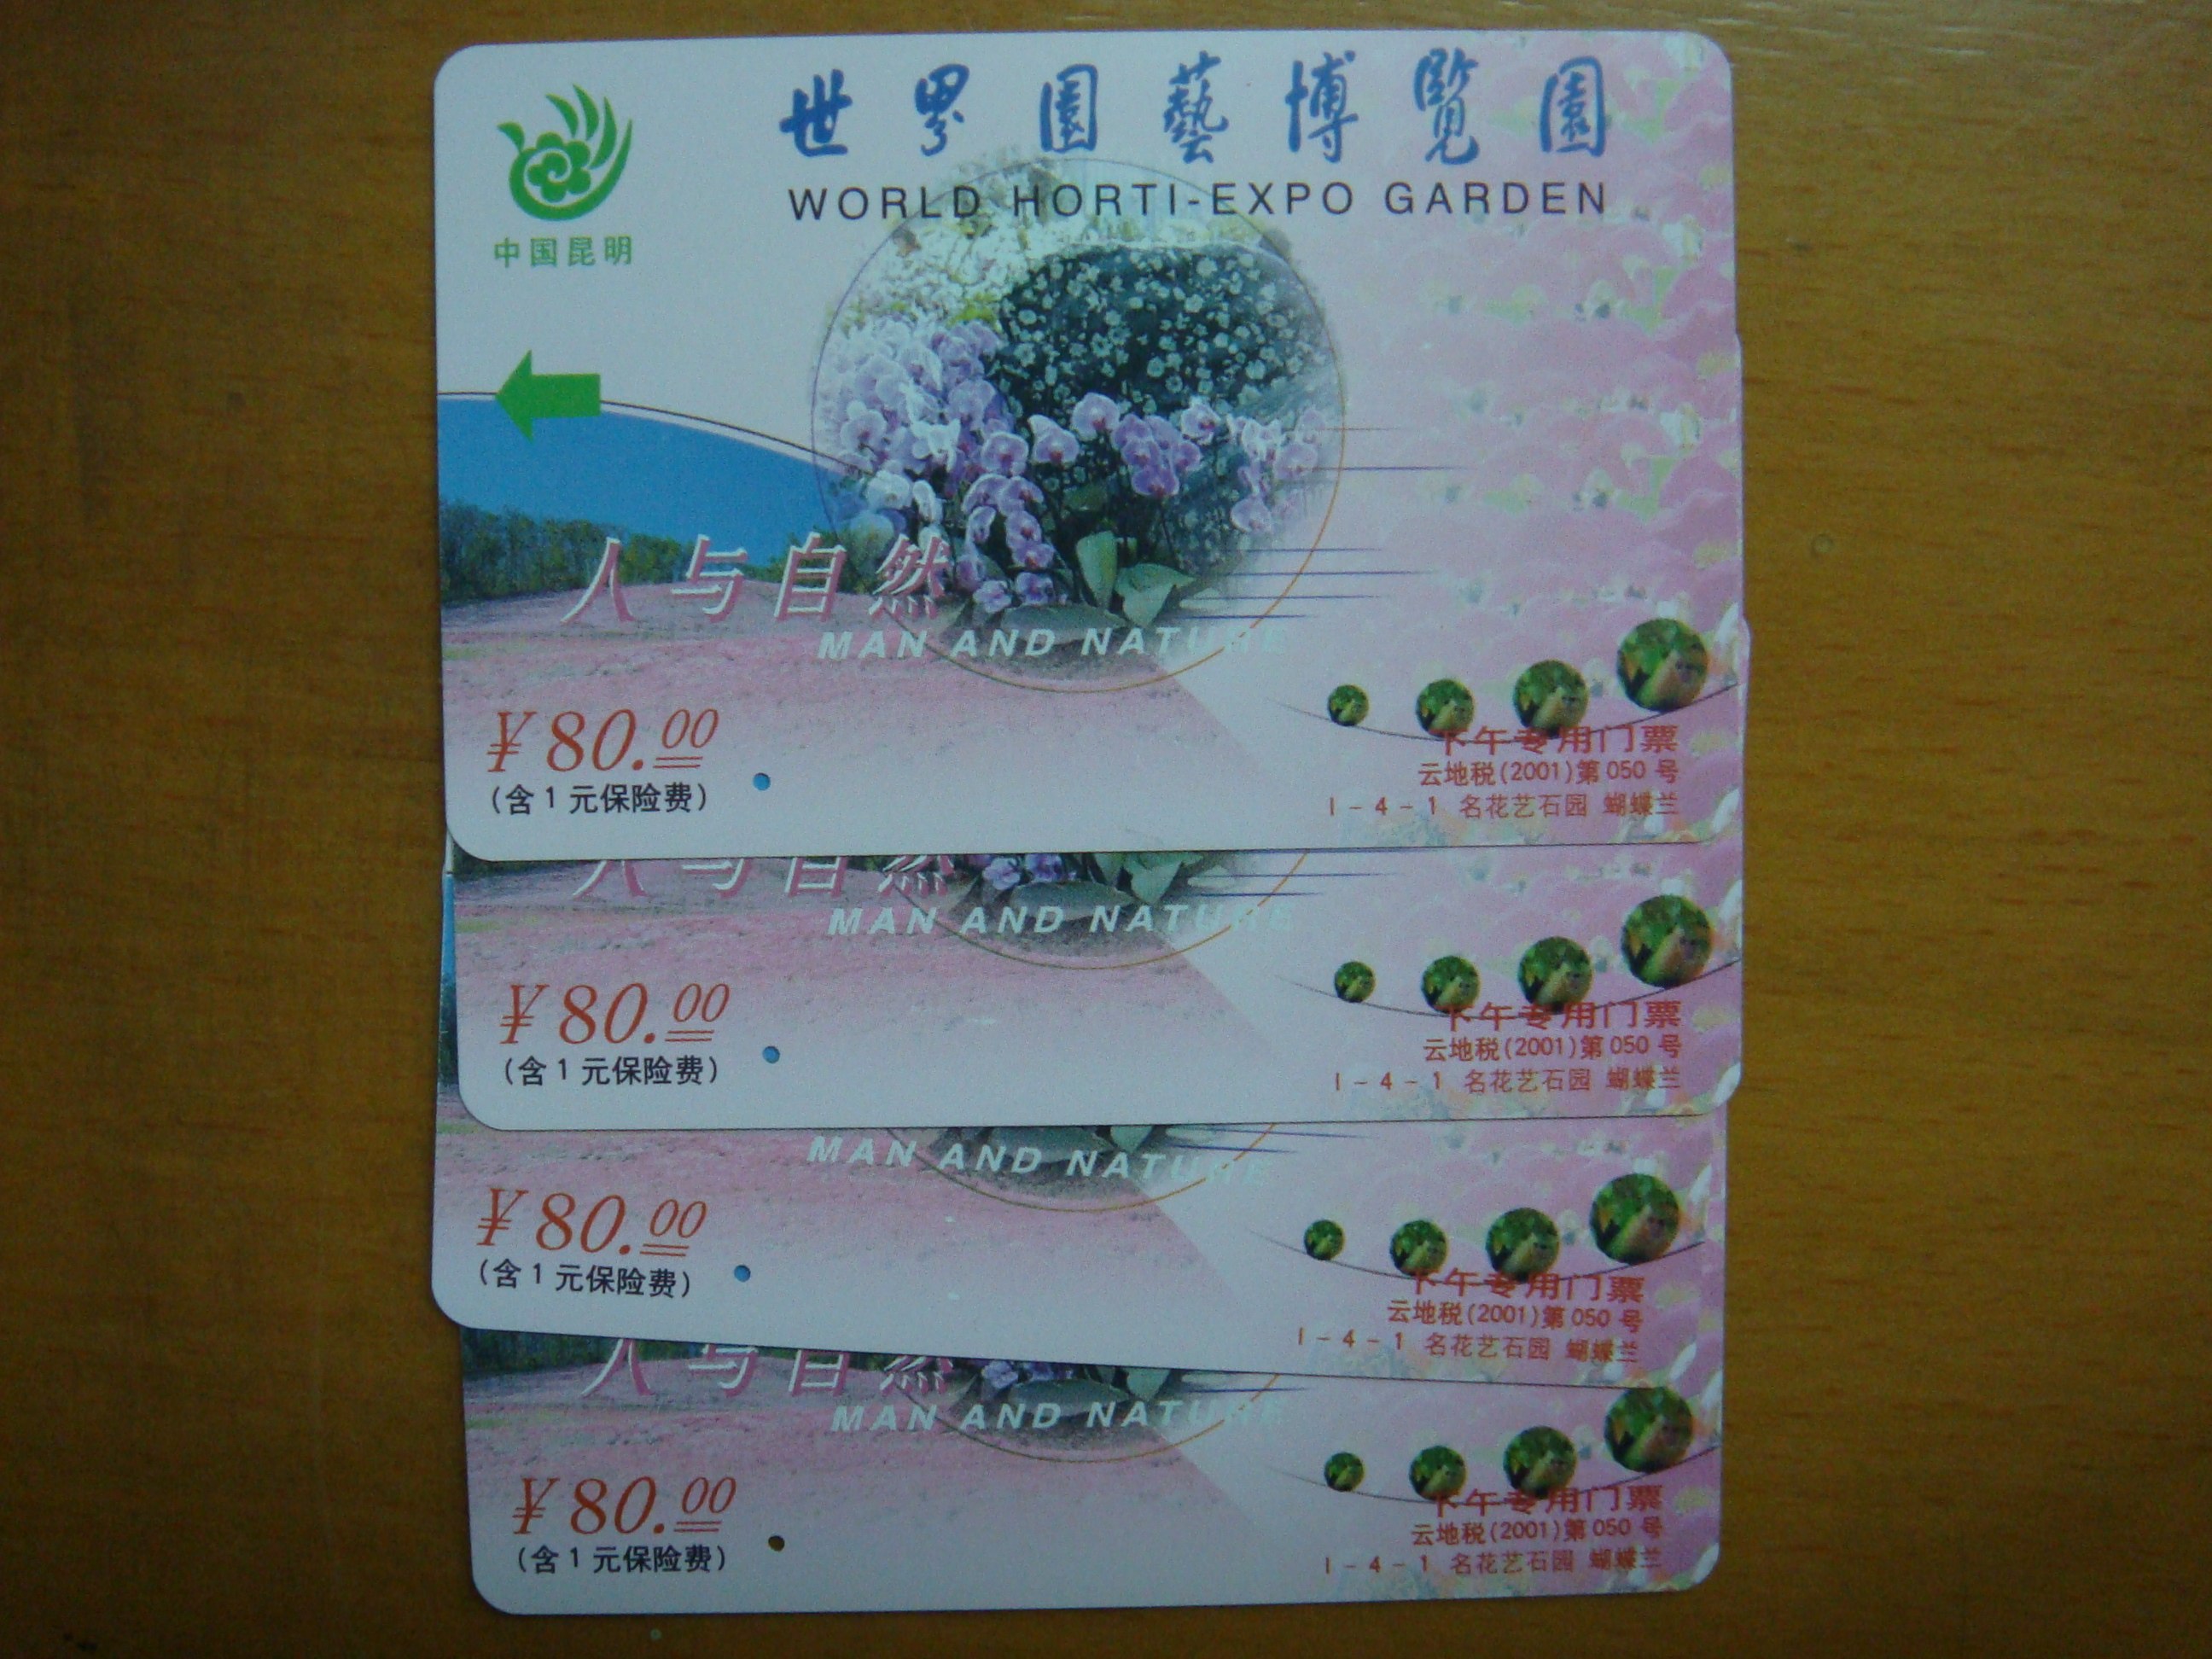 世界園藝博覽園
WORLD HORTI-EXPO GARDEN
中国昆明
人与自然
MAN AND NATURE
¥80.00
(含1元保险费)
下午专用门票
云地税(2001)第050号
1-4-1 名花艺石园 蝴蝶兰
人与自然
MAN AND NATURE
¥80.00
(含1元保险费)
下午专用门票
云地税(2001)第050号
1-4-1 名花艺石园 蝴蝶兰
MAN AND NATURE
¥80.00
(含1元保险费)
下午专用门票
云地税(2001)第050号
1-4-1 名花艺石园 蝴蝶兰
人与自然
MAN AND NATURE
¥80.00
(含1元保险费)
下午专用门票
云地税(2001)第050号
1-4-1 名花艺石园 蝴蝶兰